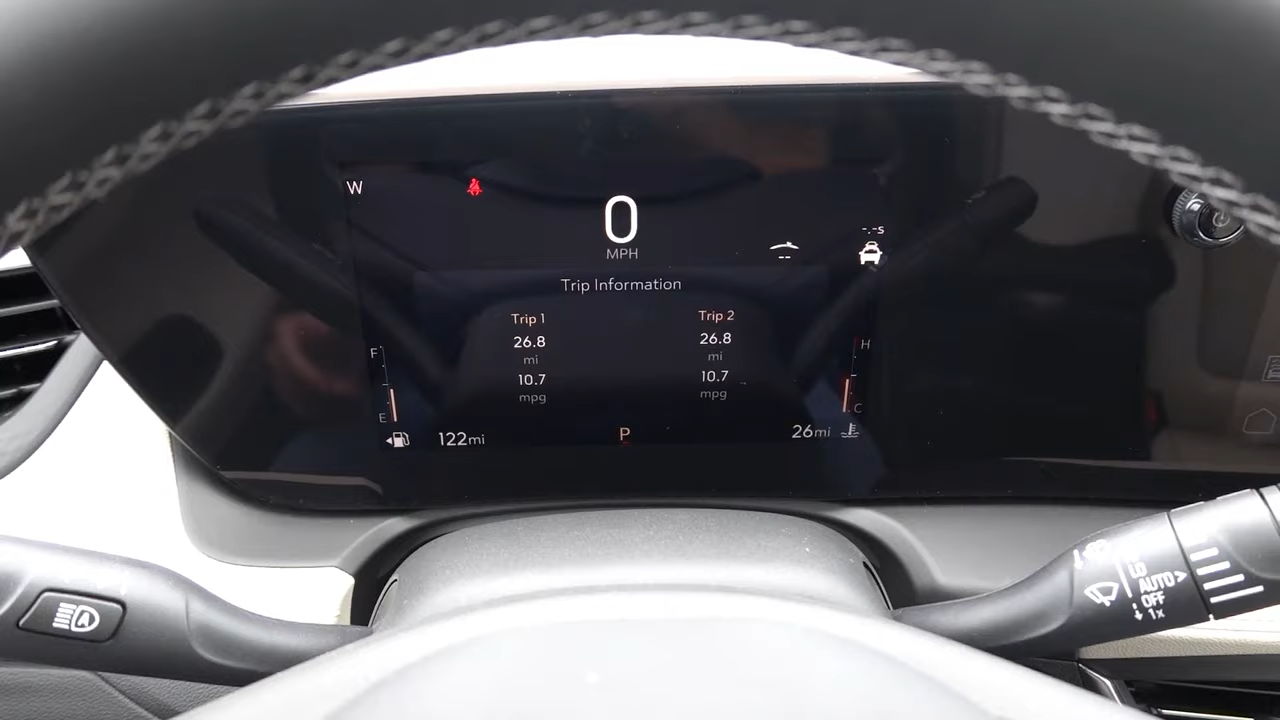 W
0
MPH
-.-s
--
Trip Information
Trip 1
Trip 2
26.8
mi
26.8
mi
10.7
mpg
10.7
mpg
F
E
H
C
122mi
P
26mi
A
LO
AUTO
OFF
1x